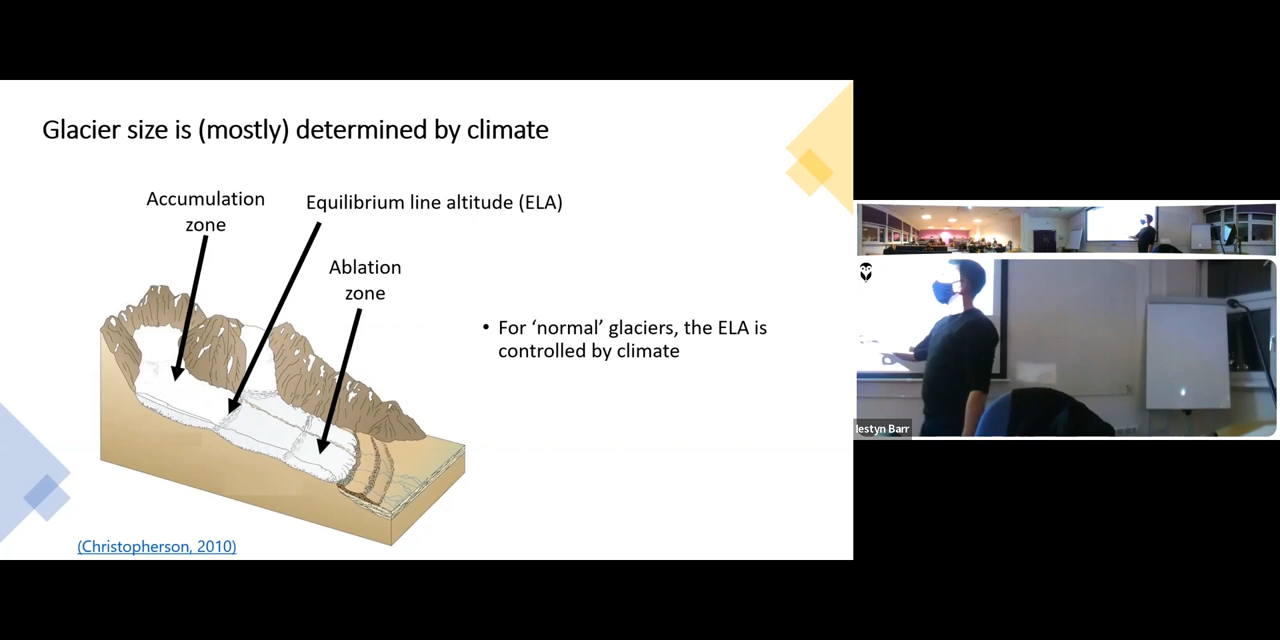 Glacier size is (mostly) determined by climate
Accumulation
zone
Equilibrium line altitude (ELA)
Ablation
zone
• For ‘normal’ glaciers, the ELA is
controlled by climate
(Christopherson, 2010)
Iestyn Barr